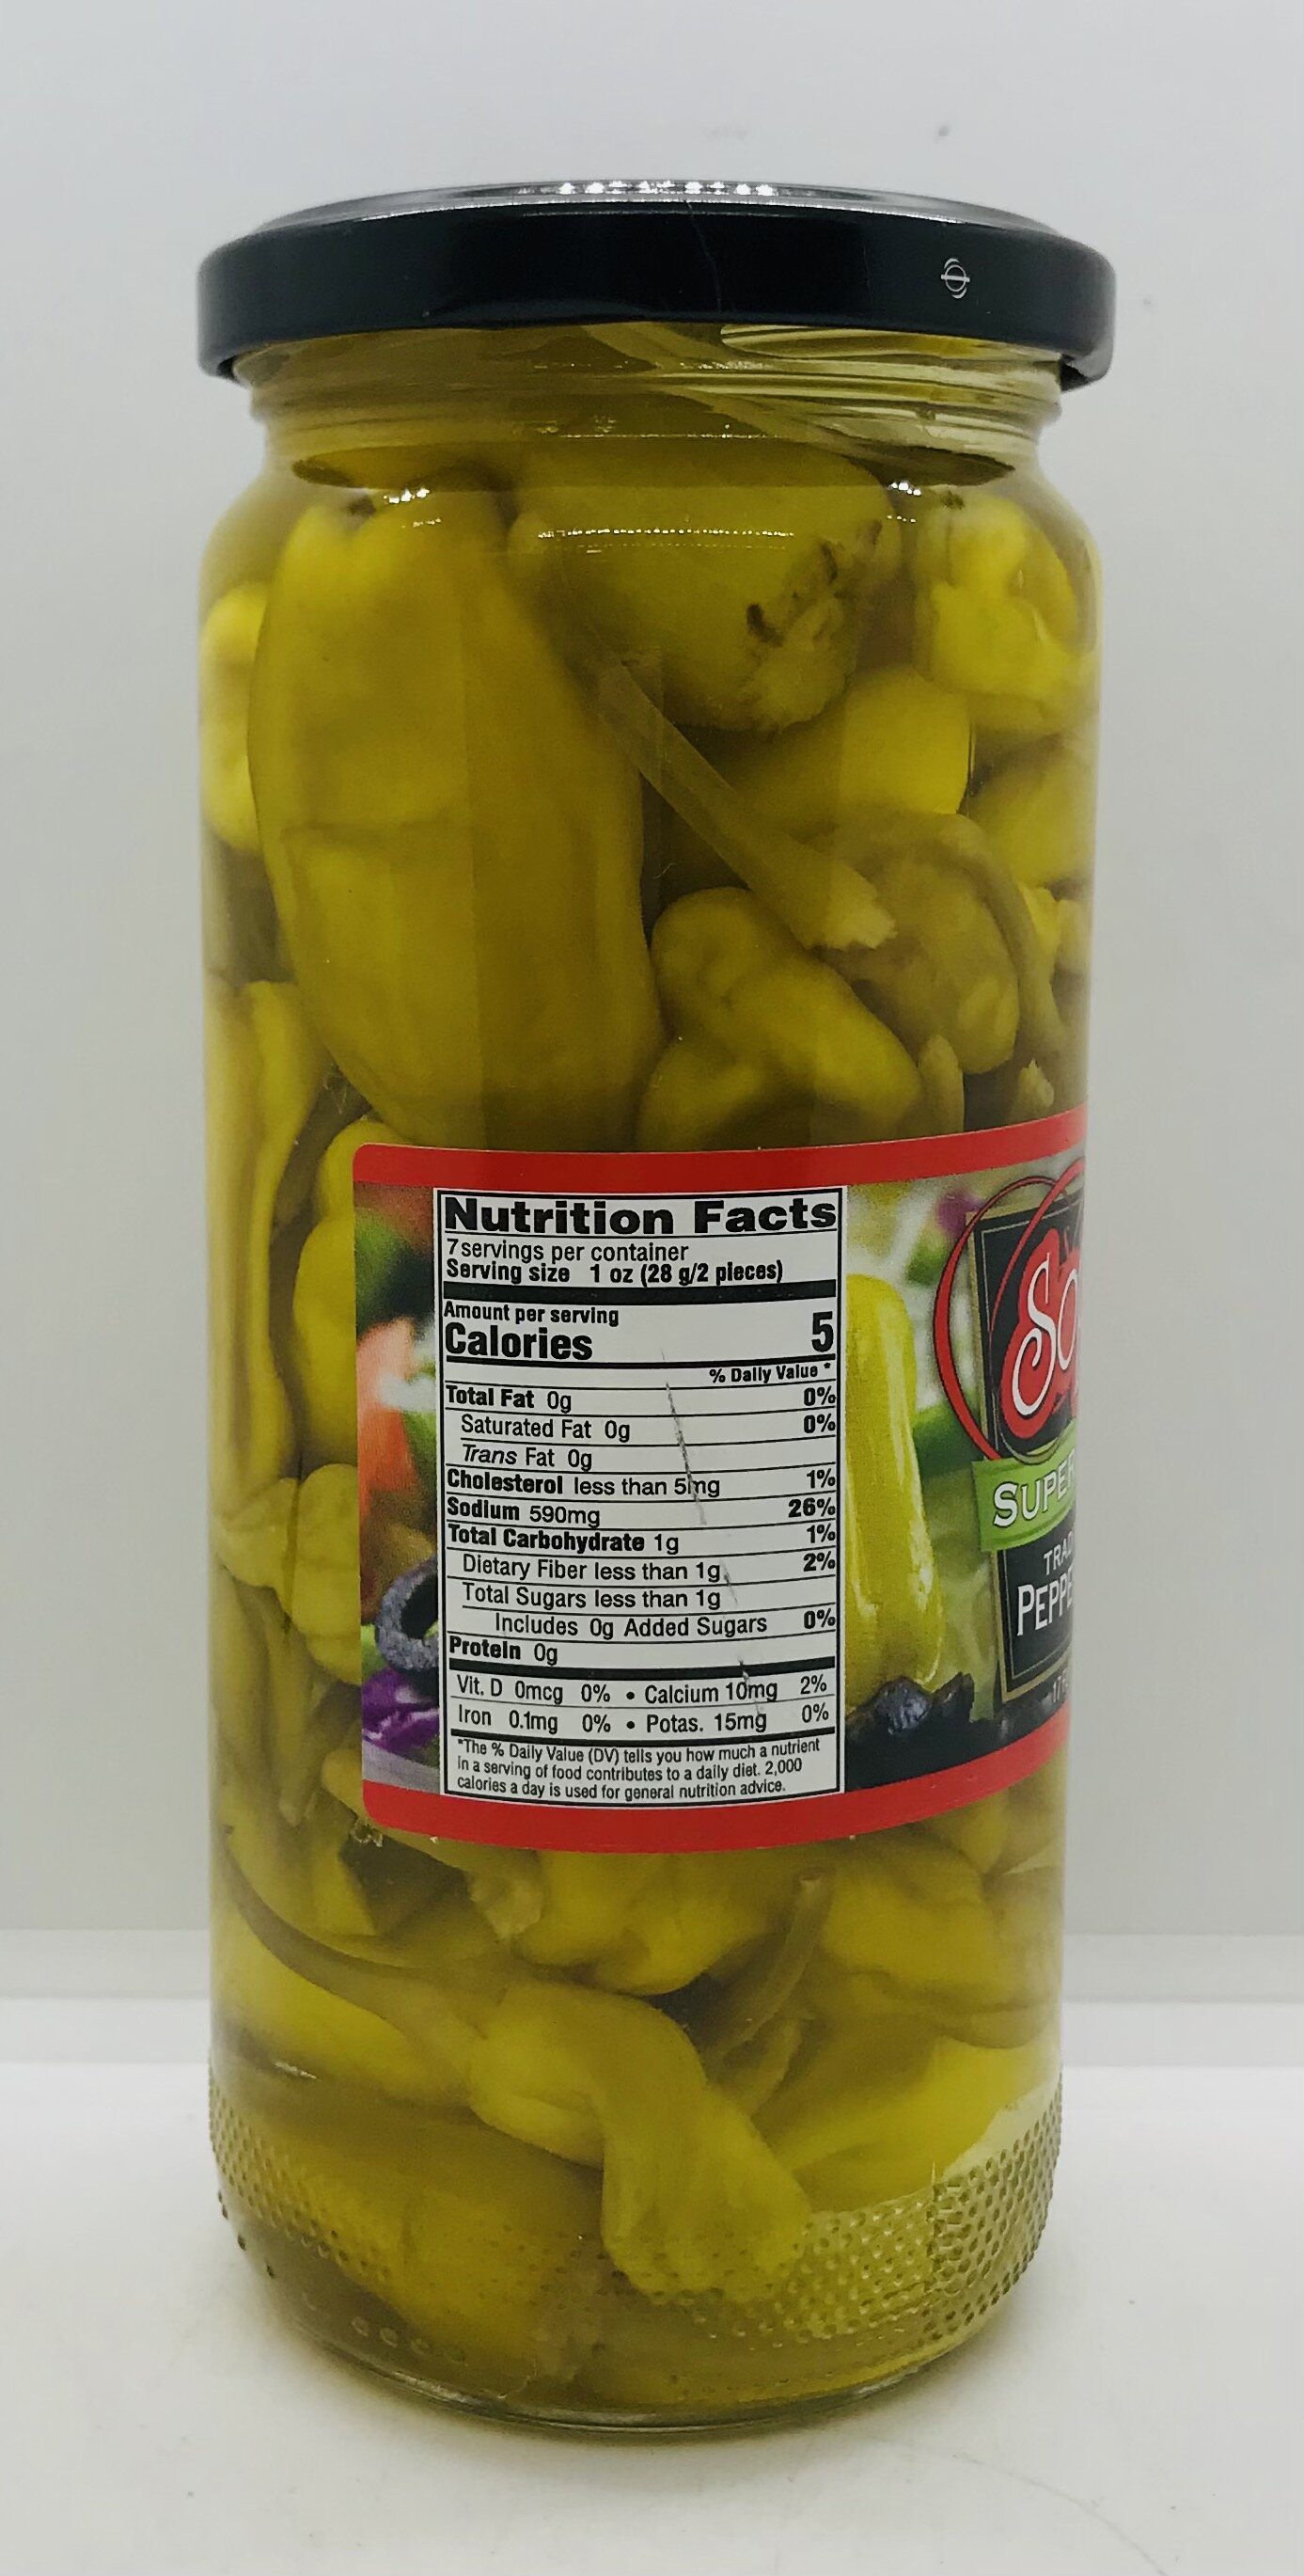 Nutrition Facts
7 servings per container
Serving size 1 oz (28 g/2 pieces)
Amount per serving
Calories 5
% Daily Value *
Total Fat 0g 0%
Saturated Fat 0g 0%
Trans Fat 0g
Cholesterol less than 5mg 1%
Sodium 590mg 26%
Total Carbohydrate 1g 1%
Dietary Fiber less than 1g 2%
Total Sugars less than 1g
Includes 0g Added Sugars 0%
Protein 0g
Vit. D 0mcg 0% • Calcium 10mg 2%
Iron 0.1mg 0% • Potas. 15mg 0%
*The % Daily Value (DV) tells you how much a nutrient
in a serving of food contributes to a daily diet. 2,000
calories a day is used for general nutrition advice.
So
SUPER
TRAD
PEPPE